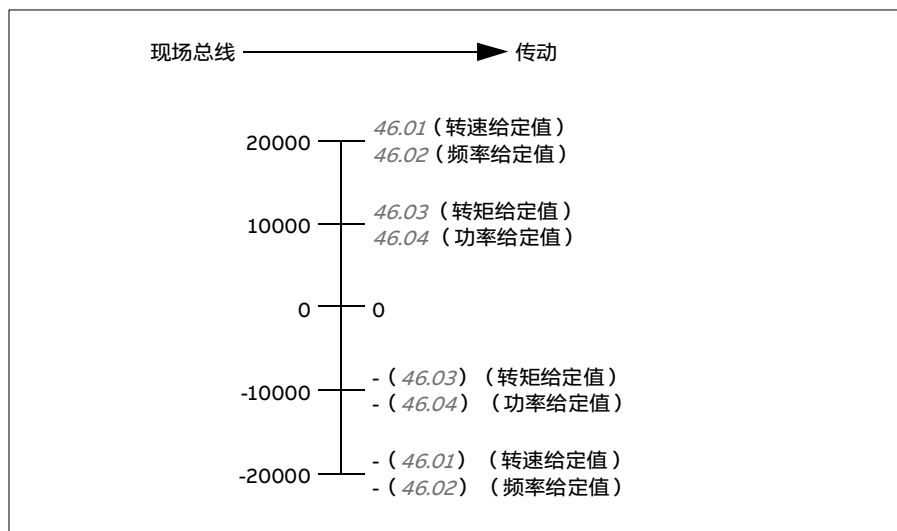 现场总线 传动
20000 46.01（转速给定值）
46.02（频率给定值）
10000 46.03（转矩给定值）
46.04（功率给定值）
0 0
-10000 -（46.03）（转矩给定值）
-（46.04）（功率给定值）
-20000 -（46.01）（转速给定值）
-（46.02）（频率给定值）